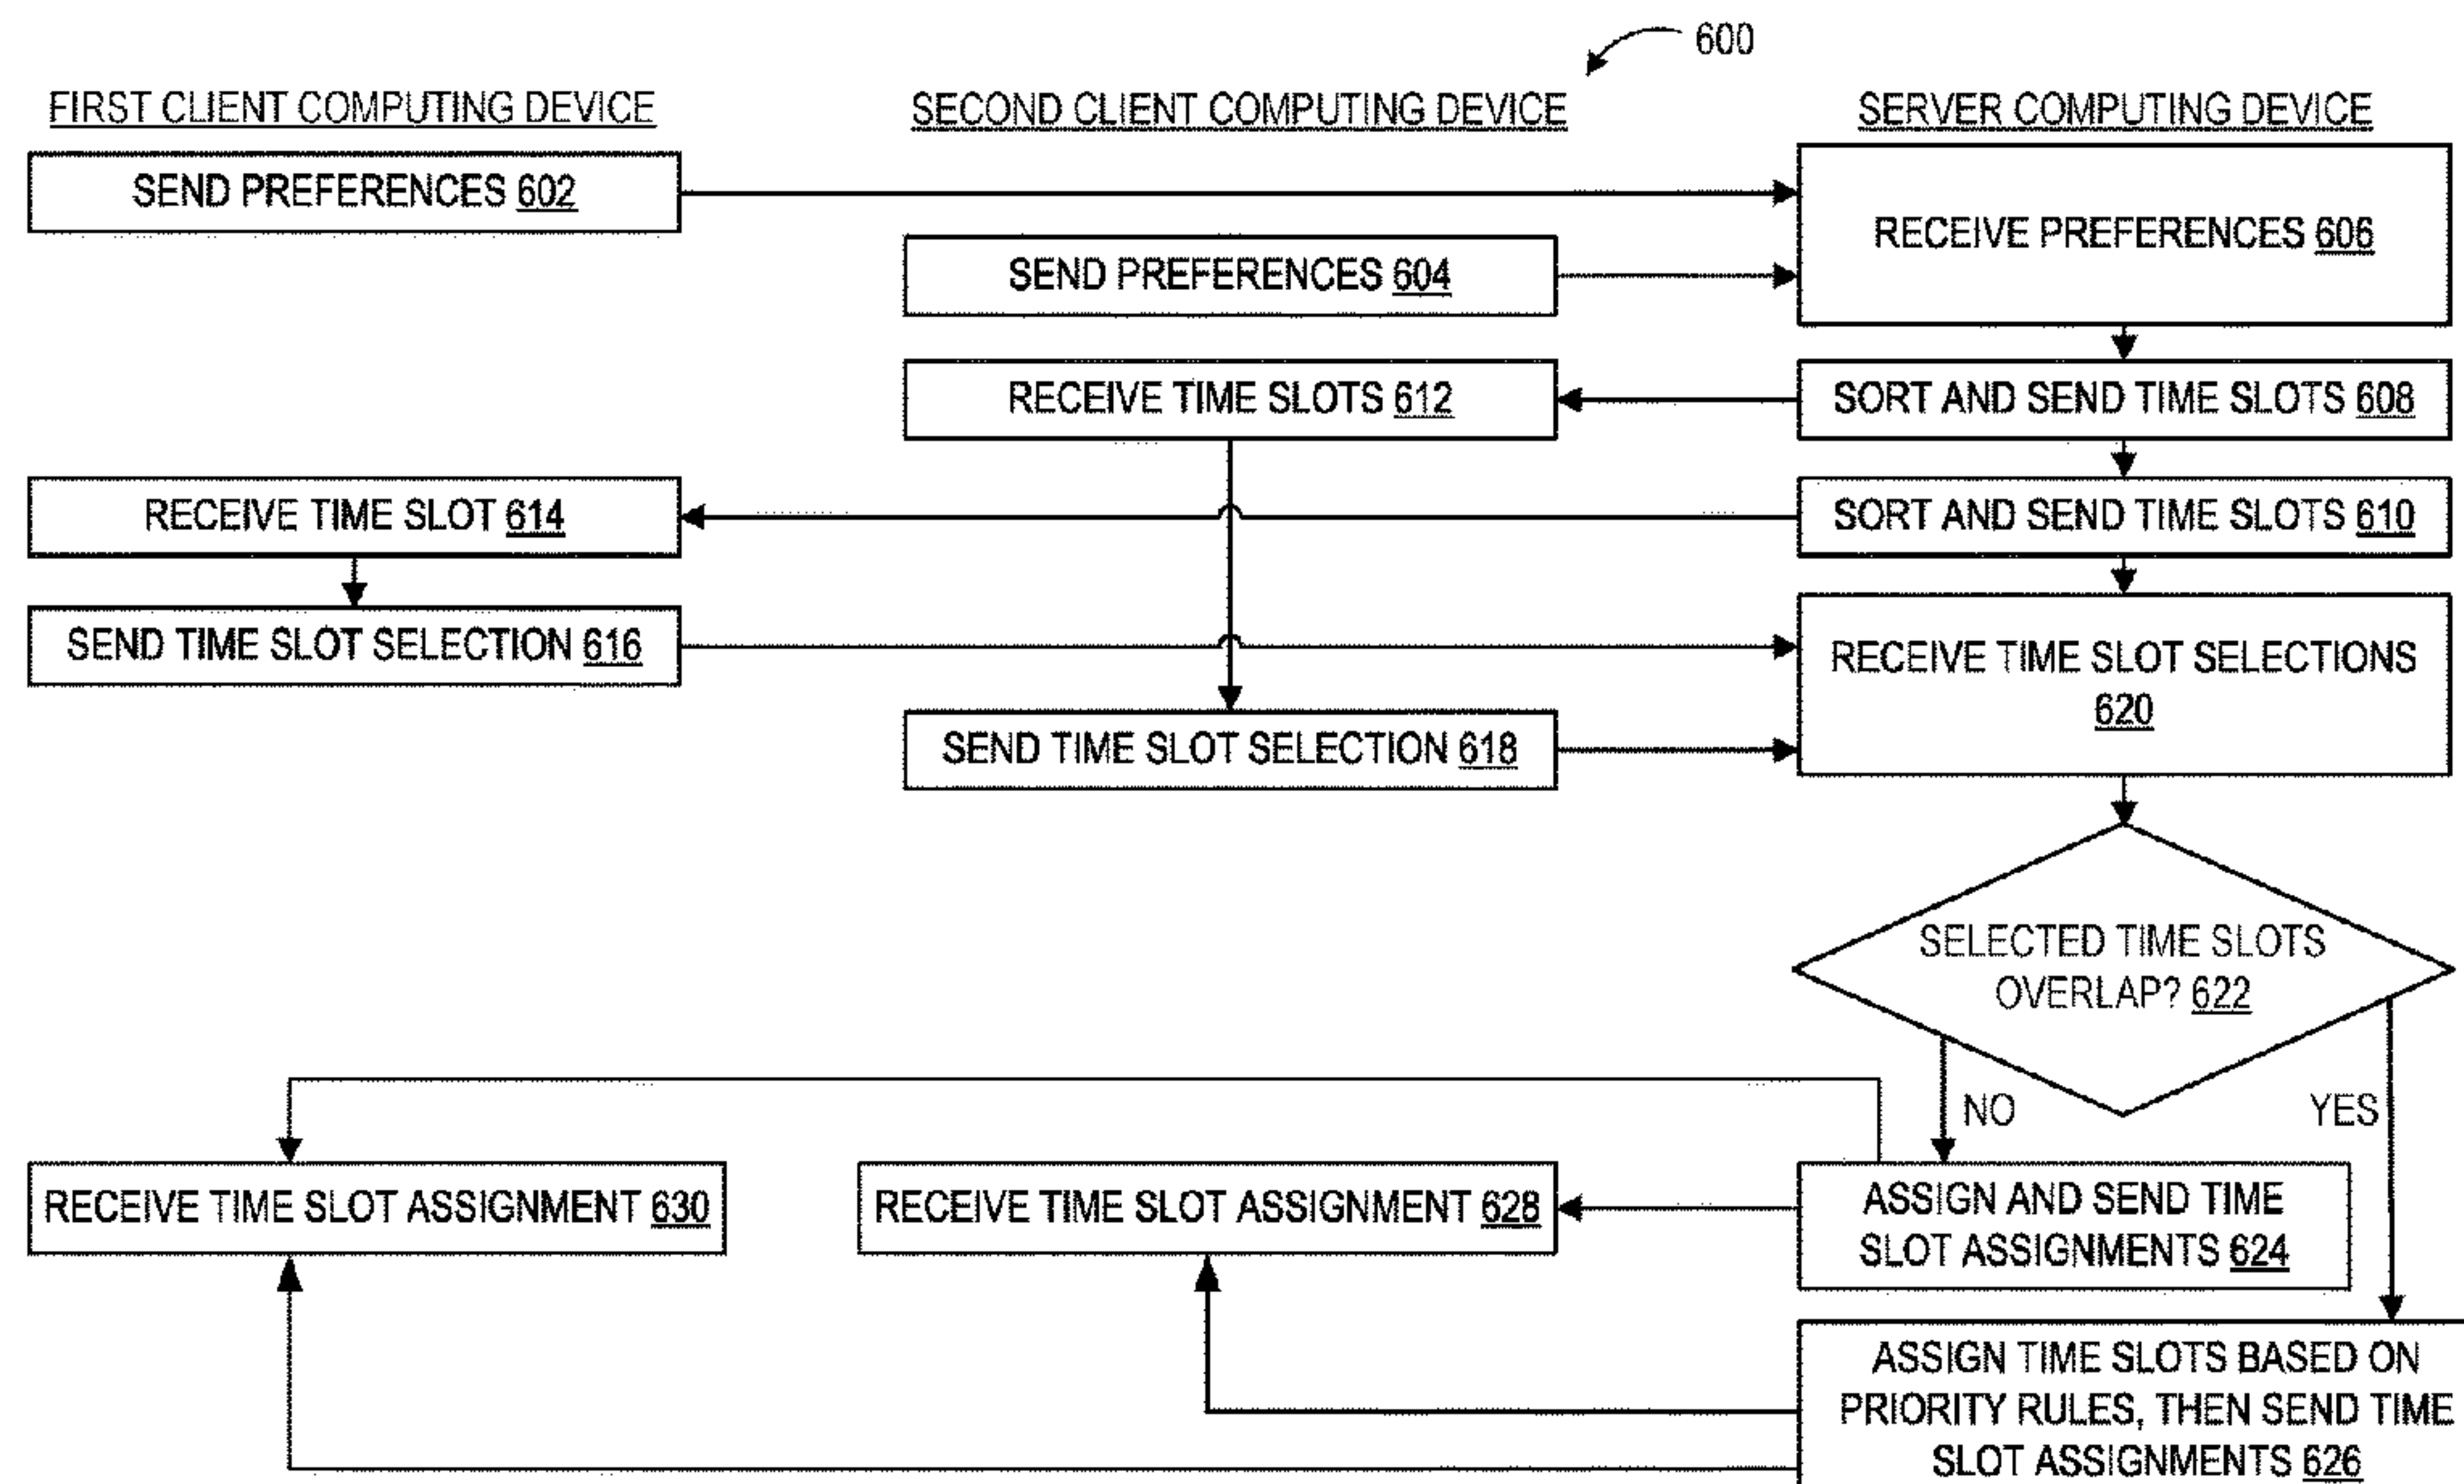 600
FIRST CLIENT COMPUTING DEVICE
SECOND CLIENT COMPUTING DEVICE
SERVER COMPUTING DEVICE
SEND PREFERENCES 602
RECEIVE PREFERENCES 606
SEND PREFERENCES 604
RECEIVE TIME SLOTS 612
SORT AND SEND TIME SLOTS 608
RECEIVE TIME SLOT 614
SORT AND SEND TIME SLOTS 610
SEND TIME SLOT SELECTION 616
RECEIVE TIME SLOT SELECTIONS
620
SEND TIME SLOT SELECTION 618
SELECTED TIME SLOTS
OVERLAP? 622
NO
YES
RECEIVE TIME SLOT ASSIGNMENT 630
RECEIVE TIME SLOT ASSIGNMENT 628
ASSIGN AND SEND TIME
SLOT ASSIGNMENTS 624
ASSIGN TIME SLOTS BASED ON
PRIORITY RULES, THEN SEND TIME
SLOT ASSIGNMENTS 626